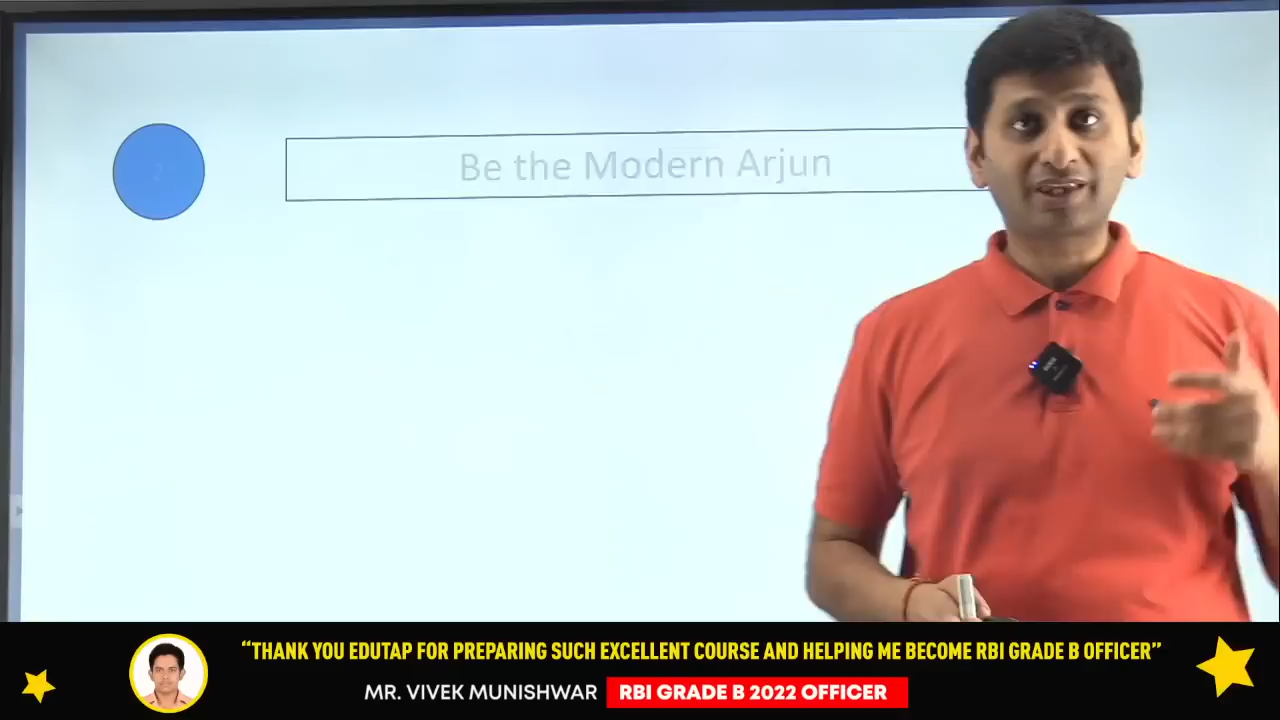 2
Be the Modern Arjun
“THANK YOU EDUTAP FOR PREPARING SUCH EXCELLENT COURSE AND HELPING ME BECOME RBI GRADE B OFFICER”
MR. VIVEK MUNISHWAR RBI GRADE B 2022 OFFICER